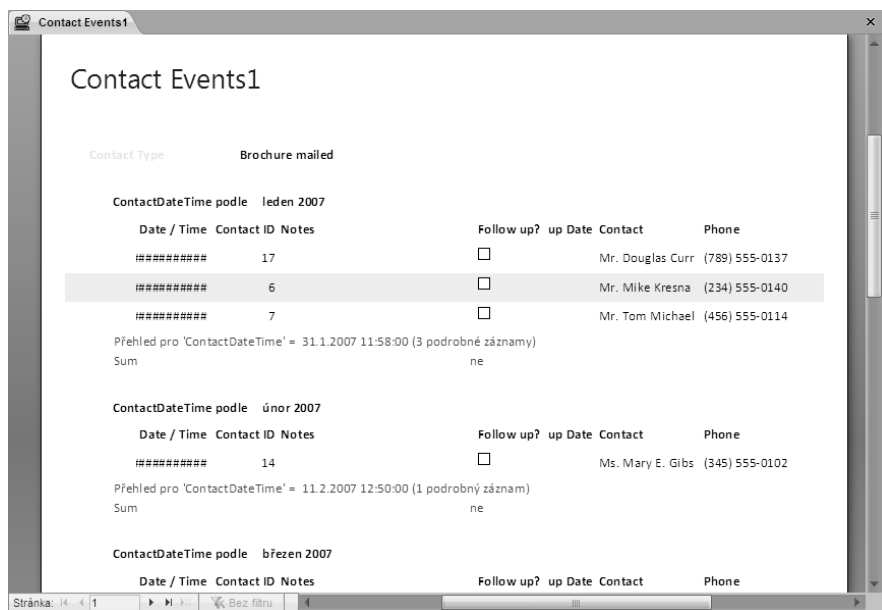 Contact Events1
Contact Events1
Contact Type Brochure mailed
ContactDateTime podle leden 2007
Date / Time Contact ID Notes Follow up? up Date Contact Phone
########## 17 Mr. Douglas Curr (789) 555-0137
########## 6 Mr. Mike Kresna (234) 555-0140
########## 7 Mr. Tom Michael (456) 555-0114
Přehled pro 'ContactDateTime' = 31.1.2007 11:58:00 (3 podrobné záznamy)
Sum ne
ContactDateTime podle únor 2007
Date / Time Contact ID Notes Follow up? up Date Contact Phone
########## 14 Ms. Mary E. Gibs (345) 555-0102
Přehled pro 'ContactDateTime' = 11.2.2007 12:50:00 (1 podrobný záznam)
Sum ne
ContactDateTime podle březen 2007
Date / Time Contact ID Notes Follow up? up Date Contact Phone
Stránka: 1 Bez filtru